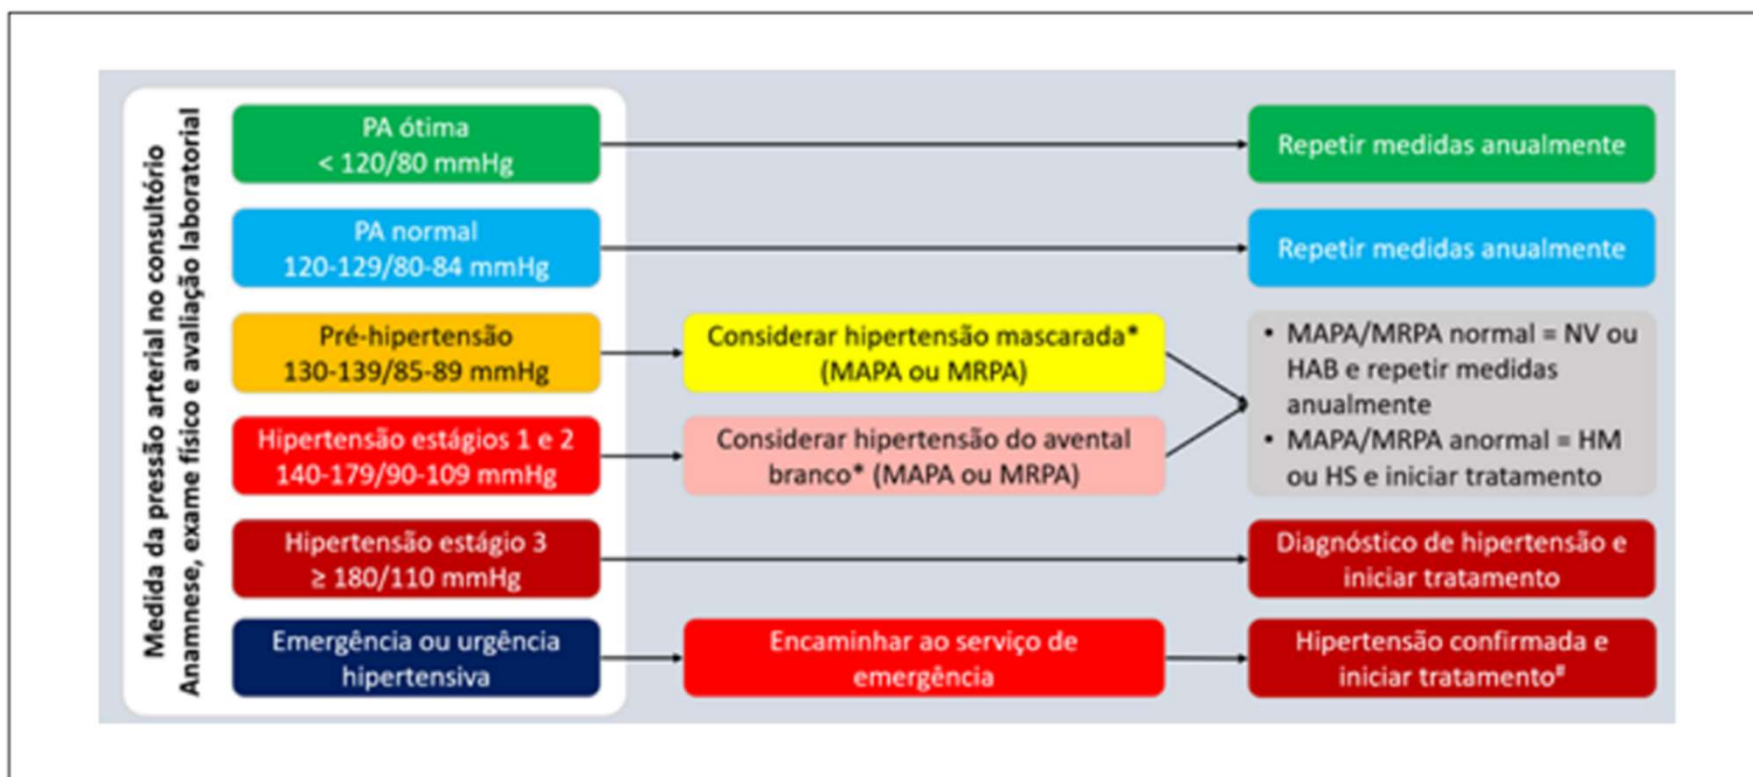 Medida da pressão arterial no consultório
Anamnese, exame físico e avaliação laboratorial
PA ótima
< 120/80 mmHg
Repetir medidas anualmente
PA normal
120-129/80-84 mmHg
Repetir medidas anualmente
Pré-hipertensão
130-139/85-89 mmHg
Considerar hipertensão mascarada*
(MAPA ou MRPA)
Hipertensão estágios 1 e 2
140-179/90-109 mmHg
Considerar hipertensão do avental
branco* (MAPA ou MRPA)
• MAPA/MRPA normal = NV ou
HAB e repetir medidas
anualmente
• MAPA/MRPA anormal = HM
ou HS e iniciar tratamento
Hipertensão estágio 3
≥ 180/110 mmHg
Diagnóstico de hipertensão e
iniciar tratamento
Emergência ou urgência
hipertensiva
Encaminhar ao serviço de
emergência
Hipertensão confirmada e
iniciar tratamento#